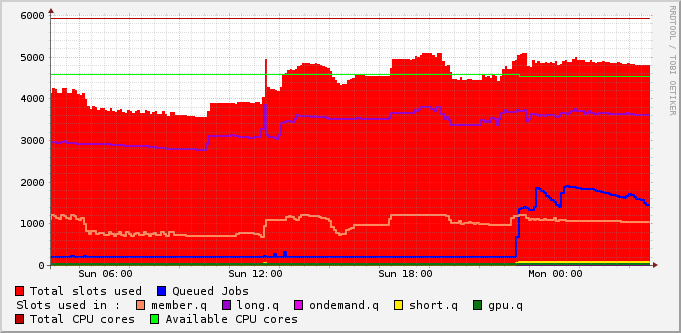 RRDTOOL / TOBI OETIKER
6000
5000
4000
3000
2000
1000
0
Sun 06:00 Sun 12:00 Sun 18:00 Mon 00:00
Total slots used Queued Jobs
Slots used in : member.q long.q ondemand.q short.q gpu.q
Total CPU cores Available CPU cores